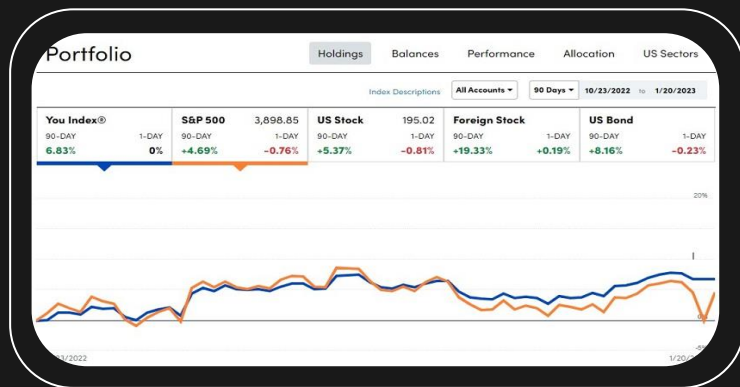 Portfolio
Holdings Balances Performance Allocation US Sectors
Index Descriptions All Accounts 90 Days 10/23/2022 to 1/20/2023
You Index® S&P 500 3,898.85 US Stock 195.02 Foreign Stock US Bond
90-DAY 1-DAY 90-DAY 1-DAY 90-DAY 1-DAY 90-DAY 1-DAY 90-DAY 1-DAY
6.83% 0% +4.69% -0.76% +5.37% -0.81% +19.33% +0.19% +8.16% -0.23%
20%
0%
-5%